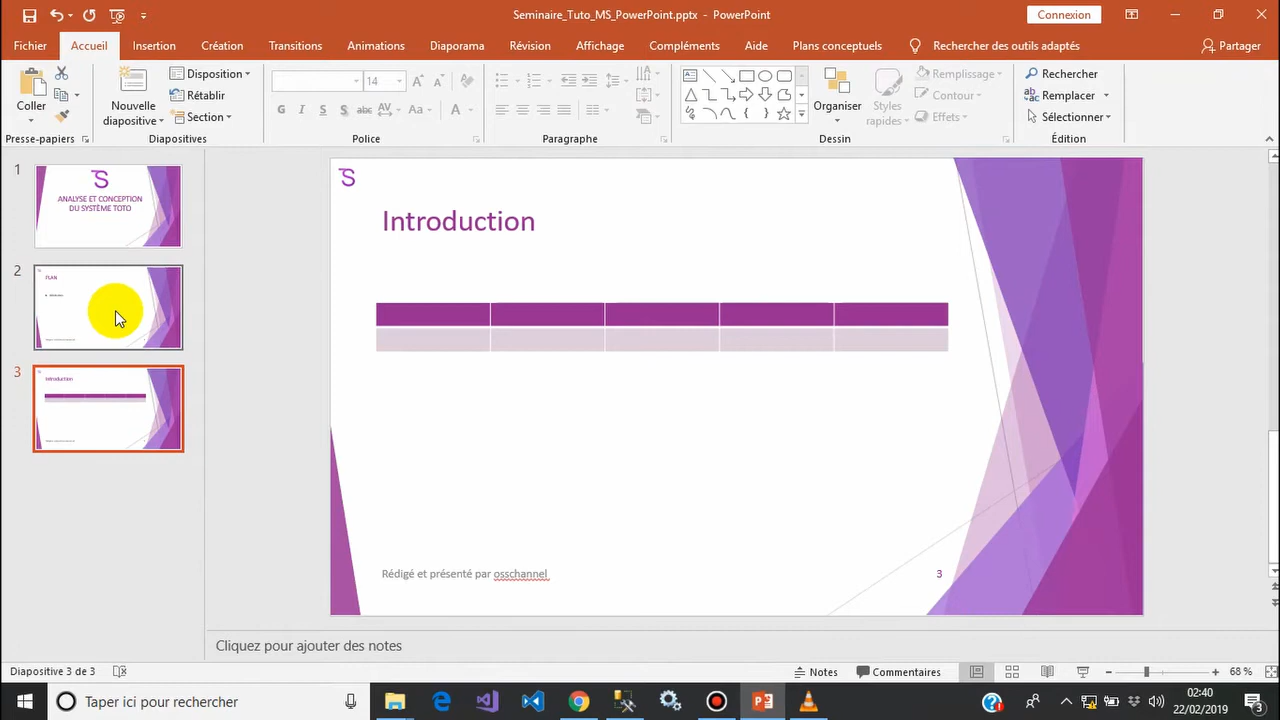 Seminaire_Tuto_MS_PowerPoint.pptx - PowerPoint
Connexion
Fichier Accueil Insertion Création Transitions Animations Diaporama Révision Affichage Compléments Aide Plans conceptuels Rechercher des outils adaptés Partager
Coller
Nouvelle diapositive
Disposition
Rétablir
Section
14
Organiser
Styles rapides
Remplissage
Contour
Effets
Rechercher
Remplacer
Sélectionner
Presse-papiers Diapositives Police Paragraphe Dessin Édition
1
ANALYSE ET CONCEPTION
DU SYSTÈME TOTO
2
PLAN
3
Introduction
Introduction
Rédigé et présenté par osschannel
3
Cliquez pour ajouter des notes
Diapositive 3 de 3
Notes
Commentaires
68 %
Taper ici pour rechercher
02:40
22/02/2019
3